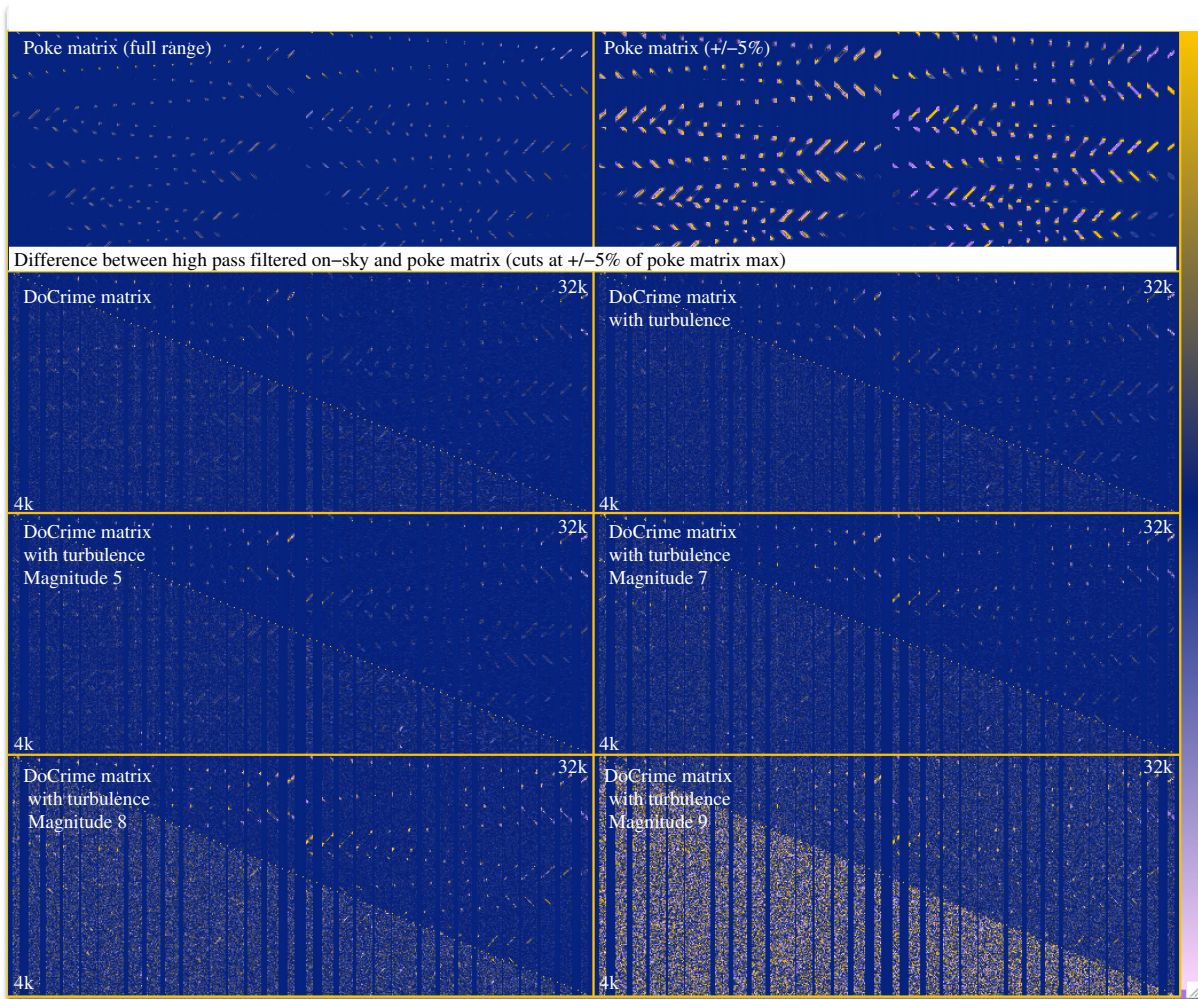 Poke matrix (full range)
Poke matrix (+/−5%)
Difference between high pass filtered on−sky and poke matrix (cuts at +/−5% of poke matrix max)
DoCrime matrix
32k
4k
DoCrime matrix
with turbulence
32k
4k
DoCrime matrix
with turbulence
Magnitude 5
32k
4k
DoCrime matrix
with turbulence
Magnitude 7
32k
4k
DoCrime matrix
with turbulence
Magnitude 8
32k
4k
DoCrime matrix
with turbulence
Magnitude 9
32k
4k